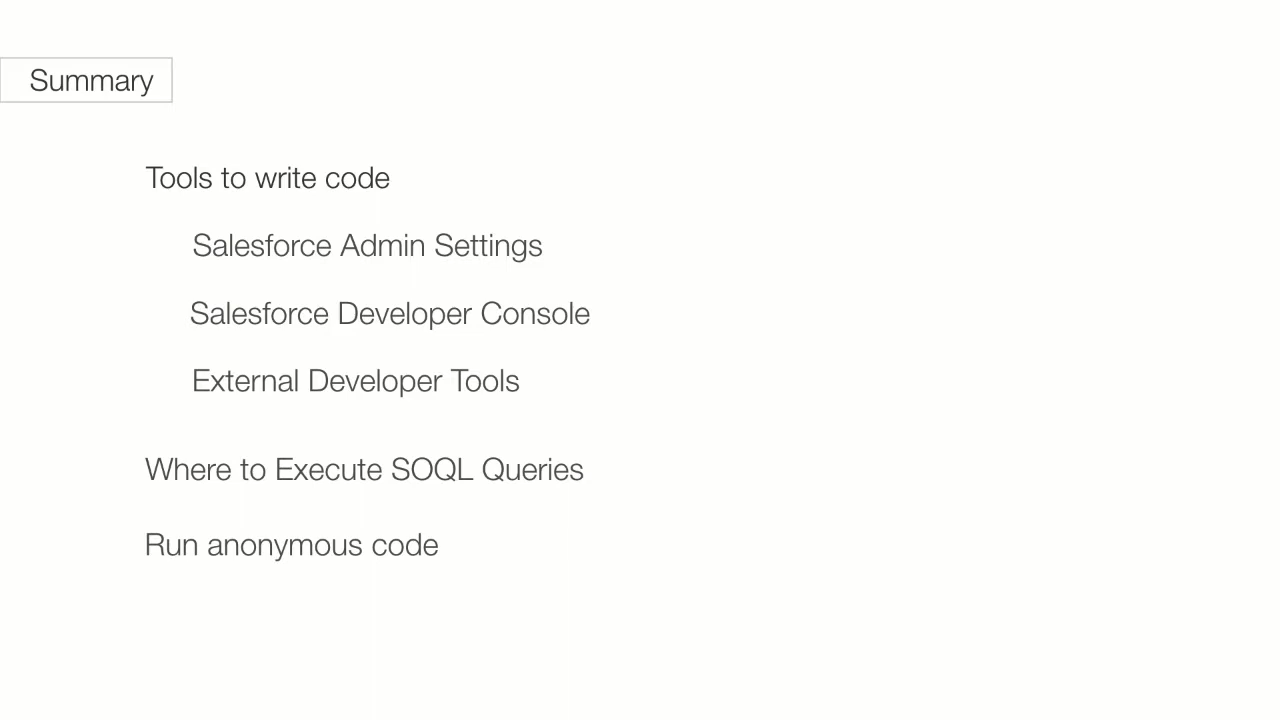 Summary
Tools to write code
Salesforce Admin Settings
Salesforce Developer Console
External Developer Tools
Where to Execute SOQL Queries
Run anonymous code